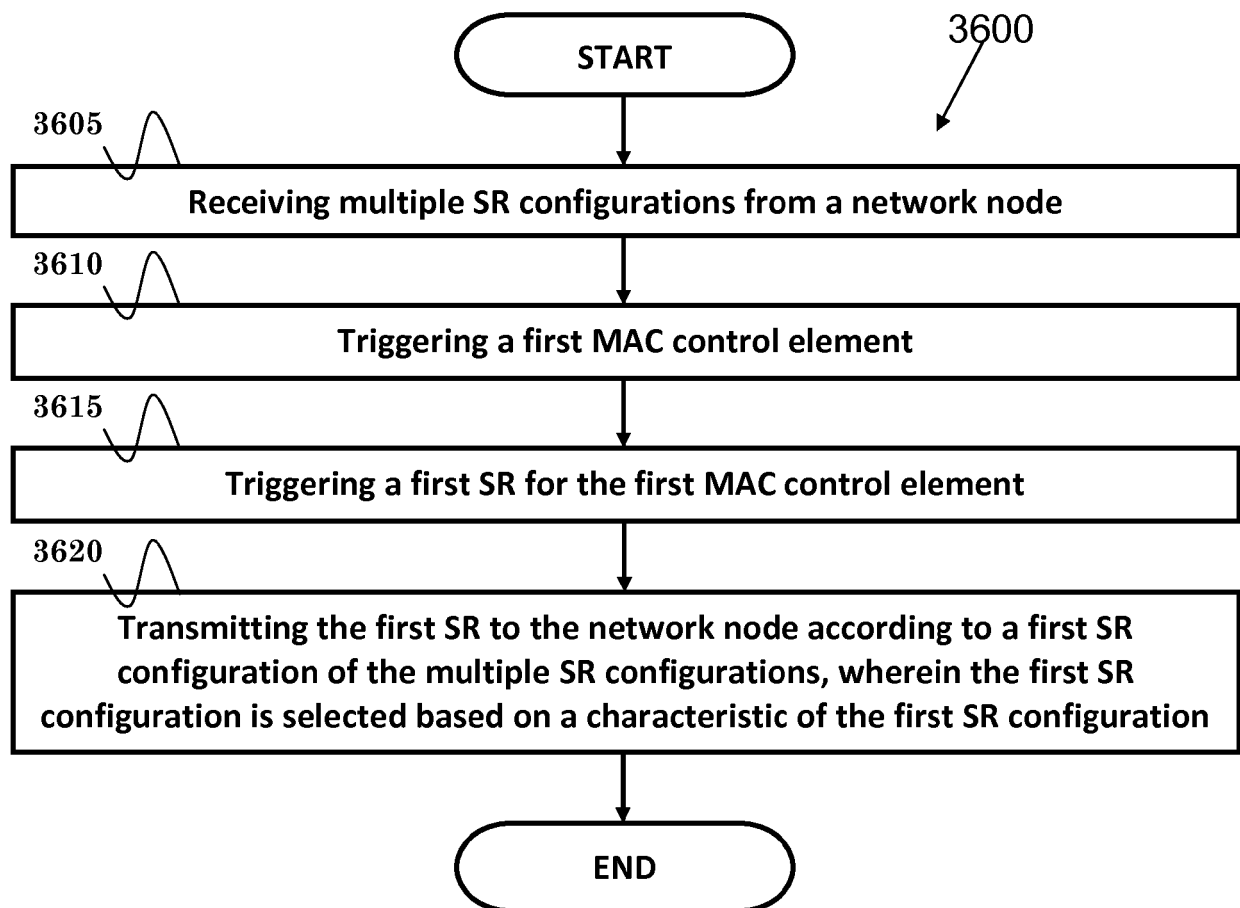 START
3600
3605
Receiving multiple SR configurations from a network node
3610
Triggering a first MAC control element
3615
Triggering a first SR for the first MAC control element
3620
Transmitting the first SR to the network node according to a first SR
configuration of the multiple SR configurations, wherein the first SR
configuration is selected based on a characteristic of the first SR configuration
END